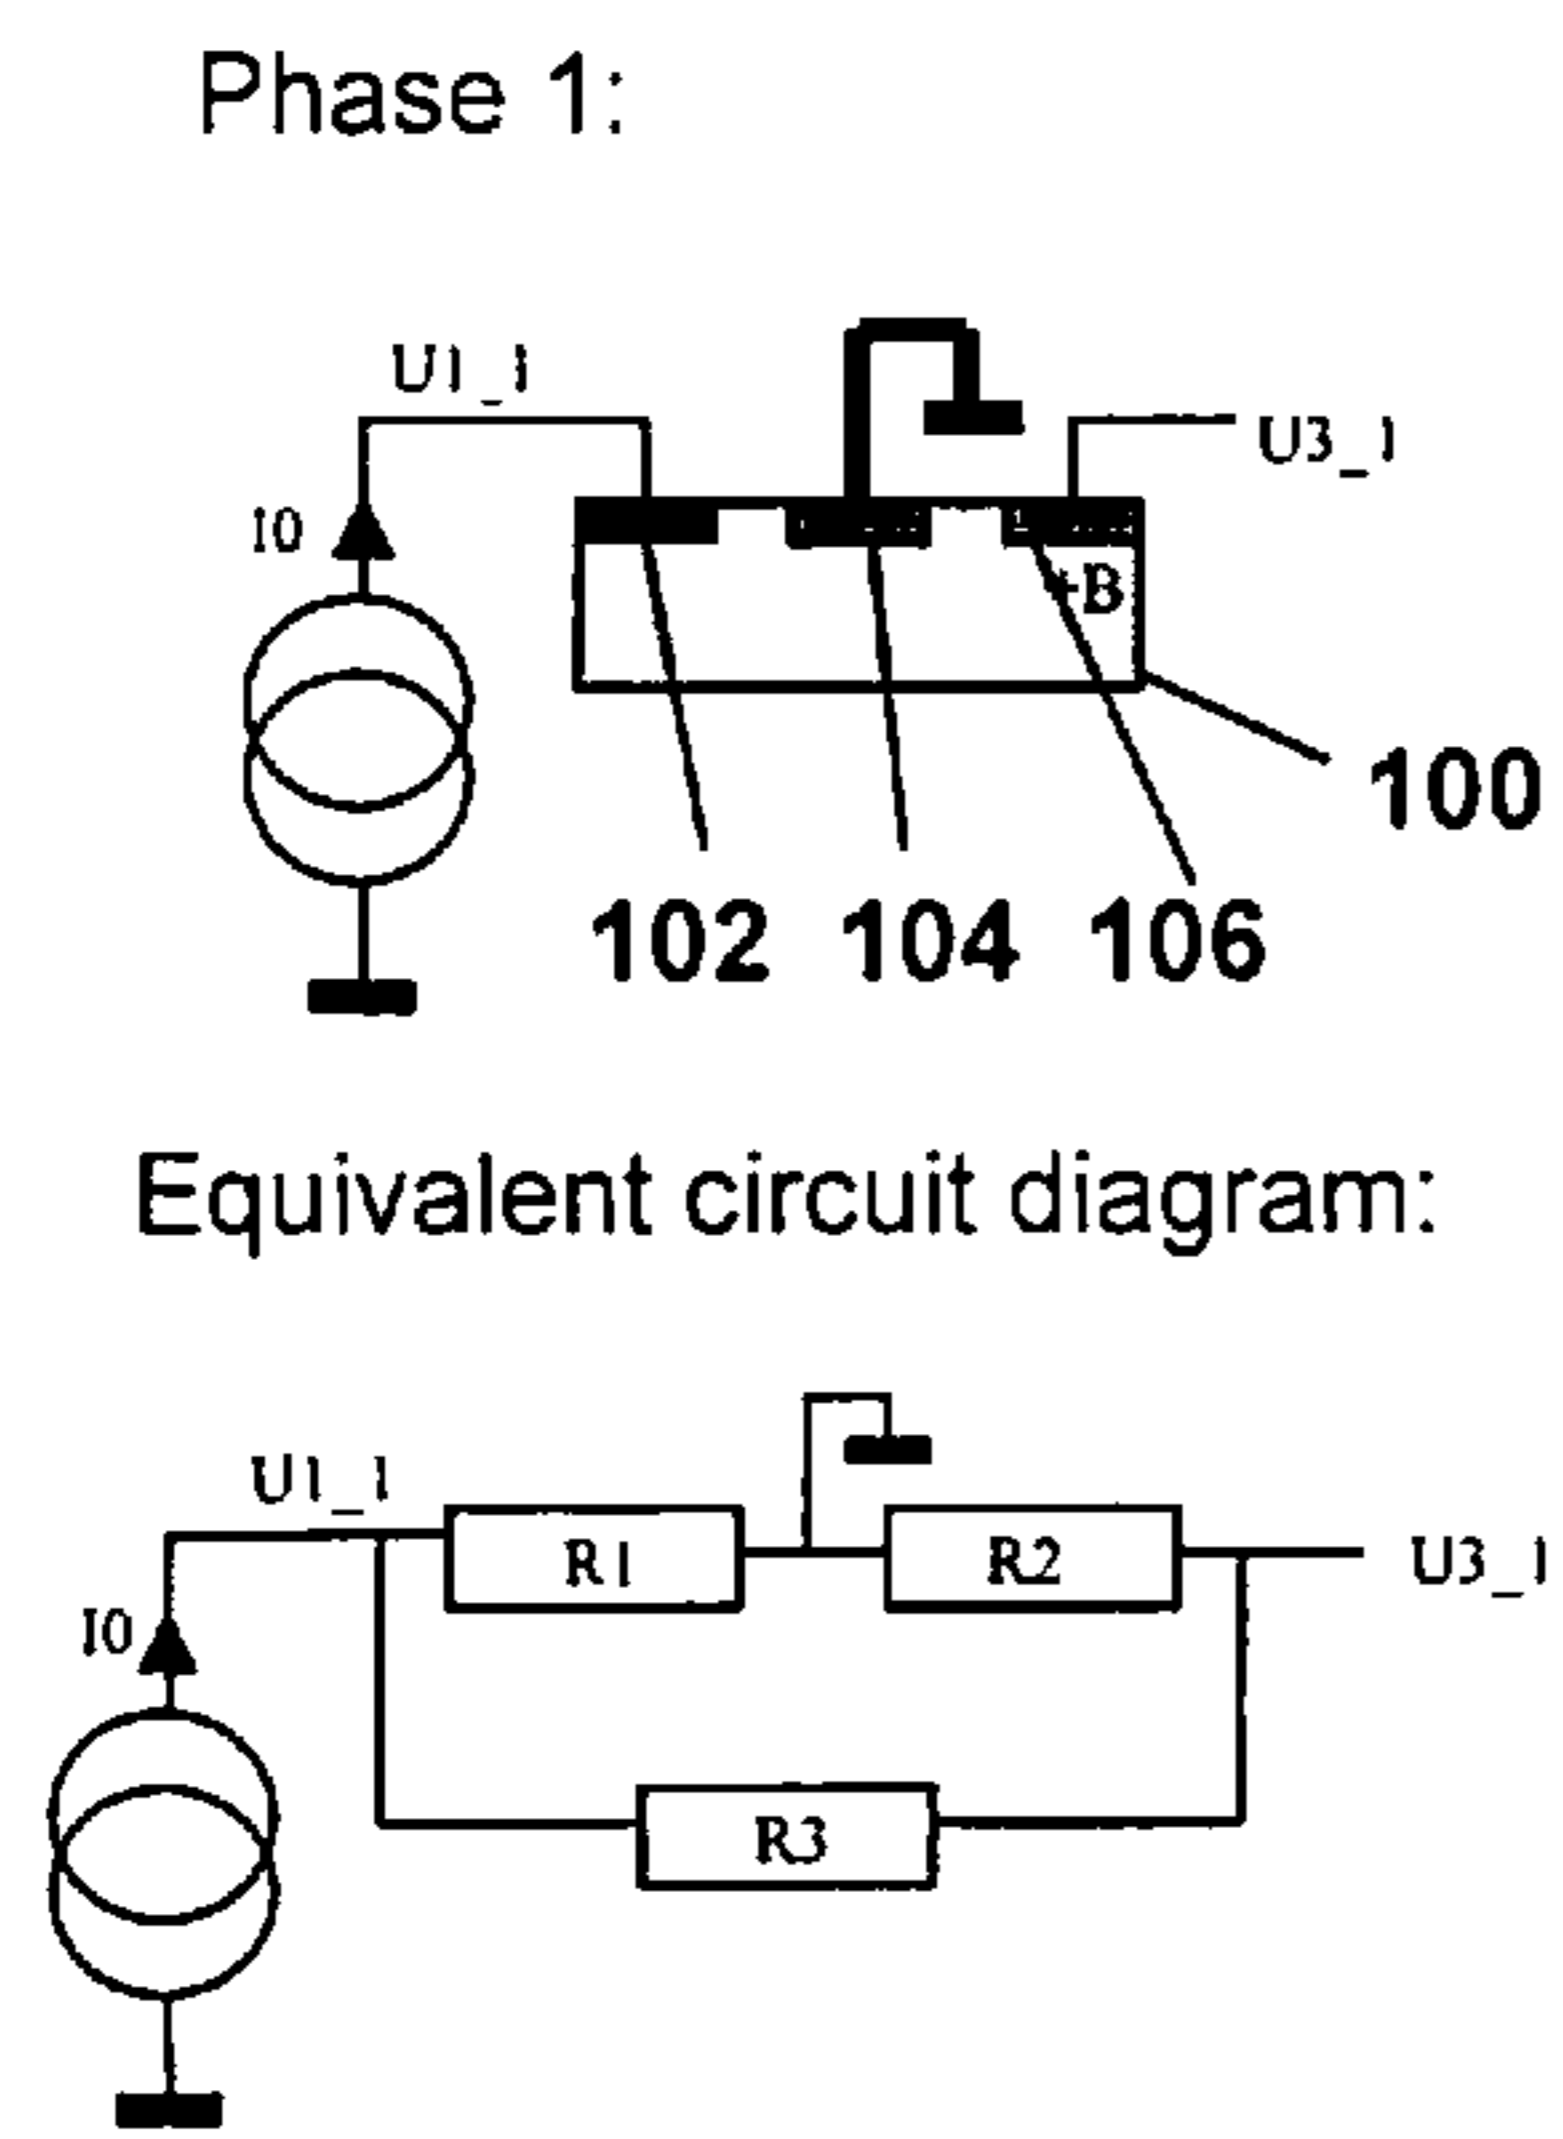 Phase 1:
U1_1
U3_1
I0
+B
100
102 104 106
Equivalent circuit diagram:
U1_1
R1 R2 U3_1
I0
R3